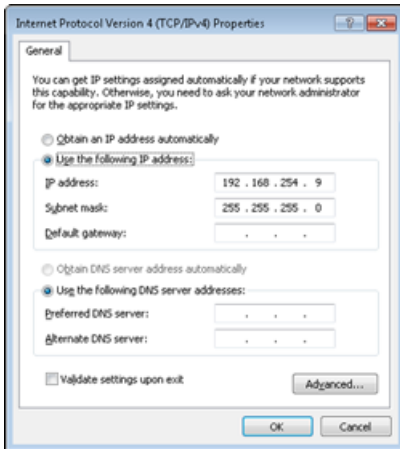 Internet Protocol Version 4 (TCP/IPv4) Properties
General
You can get IP settings assigned automatically if your network supports
this capability. Otherwise, you need to ask your network administrator
for the appropriate IP settings.
Obtain an IP address automatically
Use the following IP address:
IP address: 192 . 168 . 254 . 9
Subnet mask: 255 . 255 . 255 . 0
Default gateway: . . .
Obtain DNS server address automatically
Use the following DNS server addresses:
Preferred DNS server: . . .
Alternate DNS server: . . .
Validate settings upon exit
Advanced...
OK Cancel